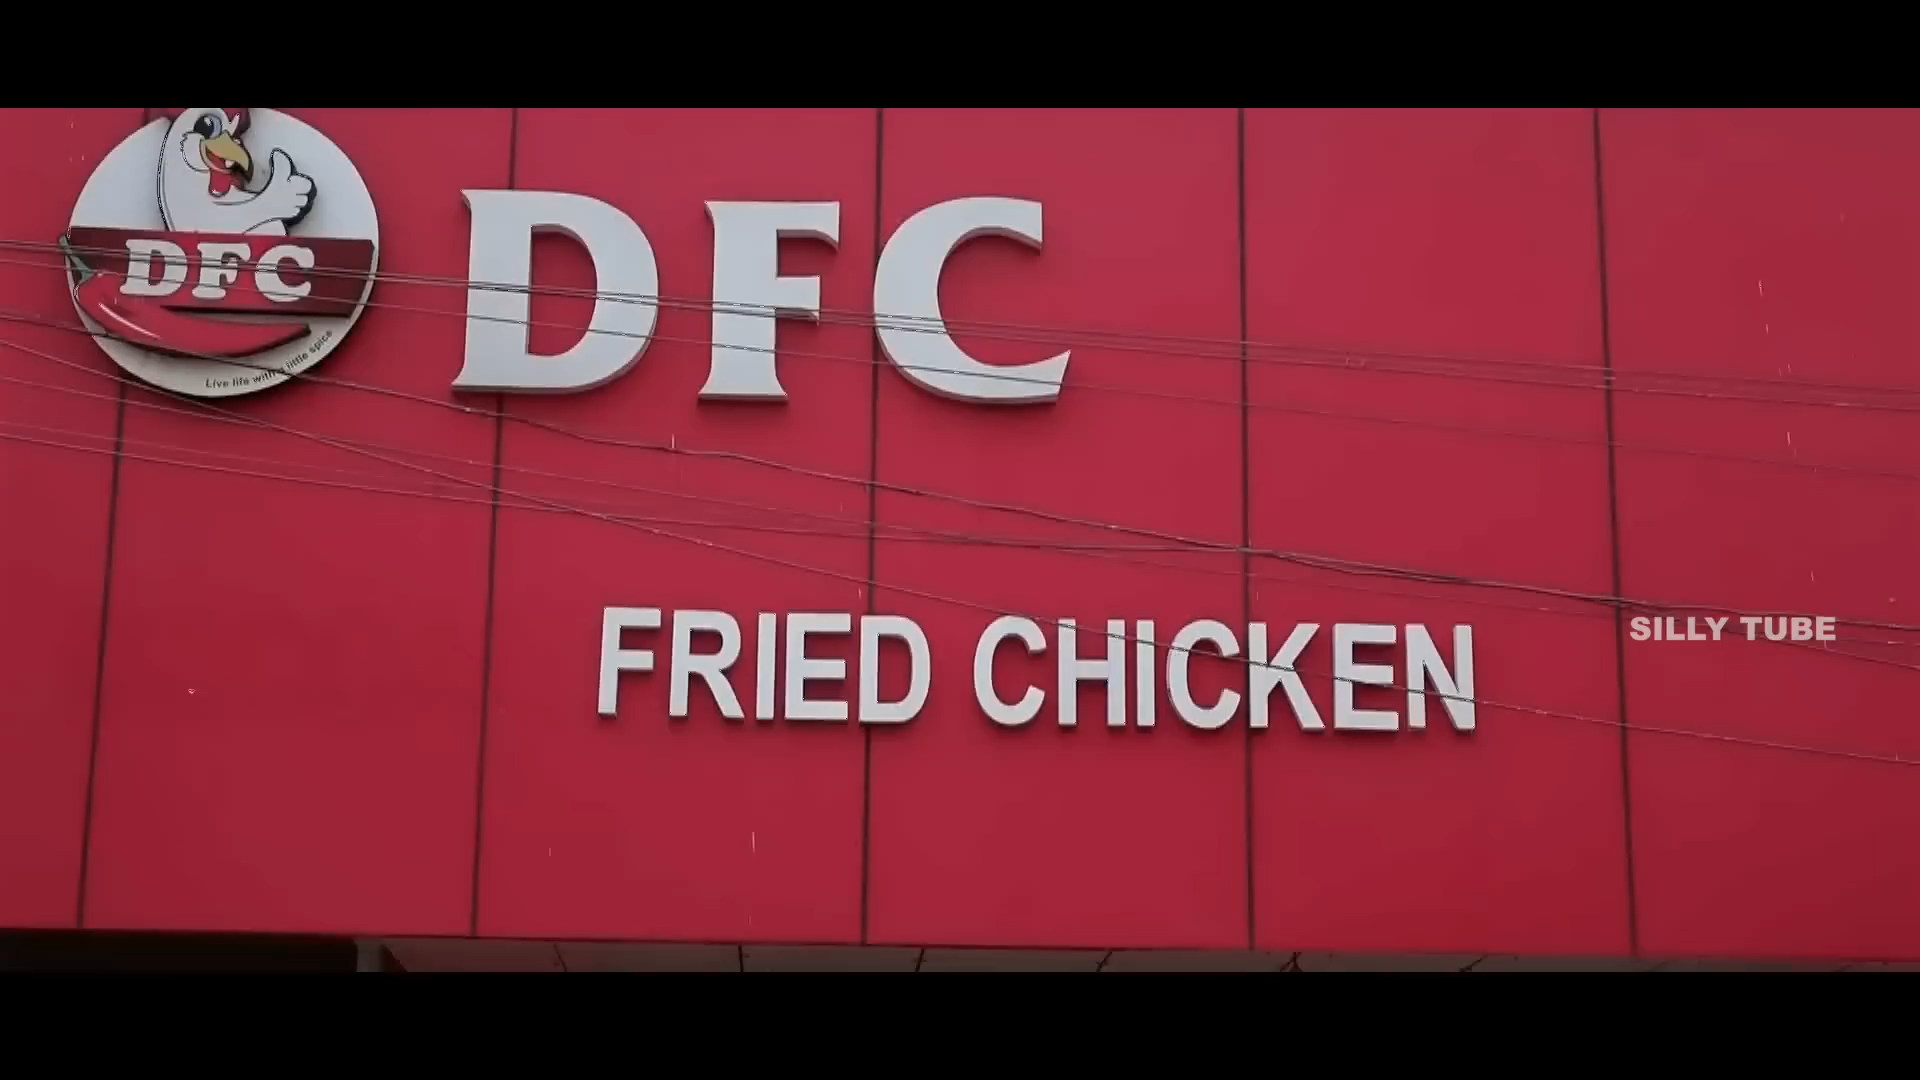 DFC
Live life with a little spice
DFC
FRIED CHICKEN
SILLY TUBE